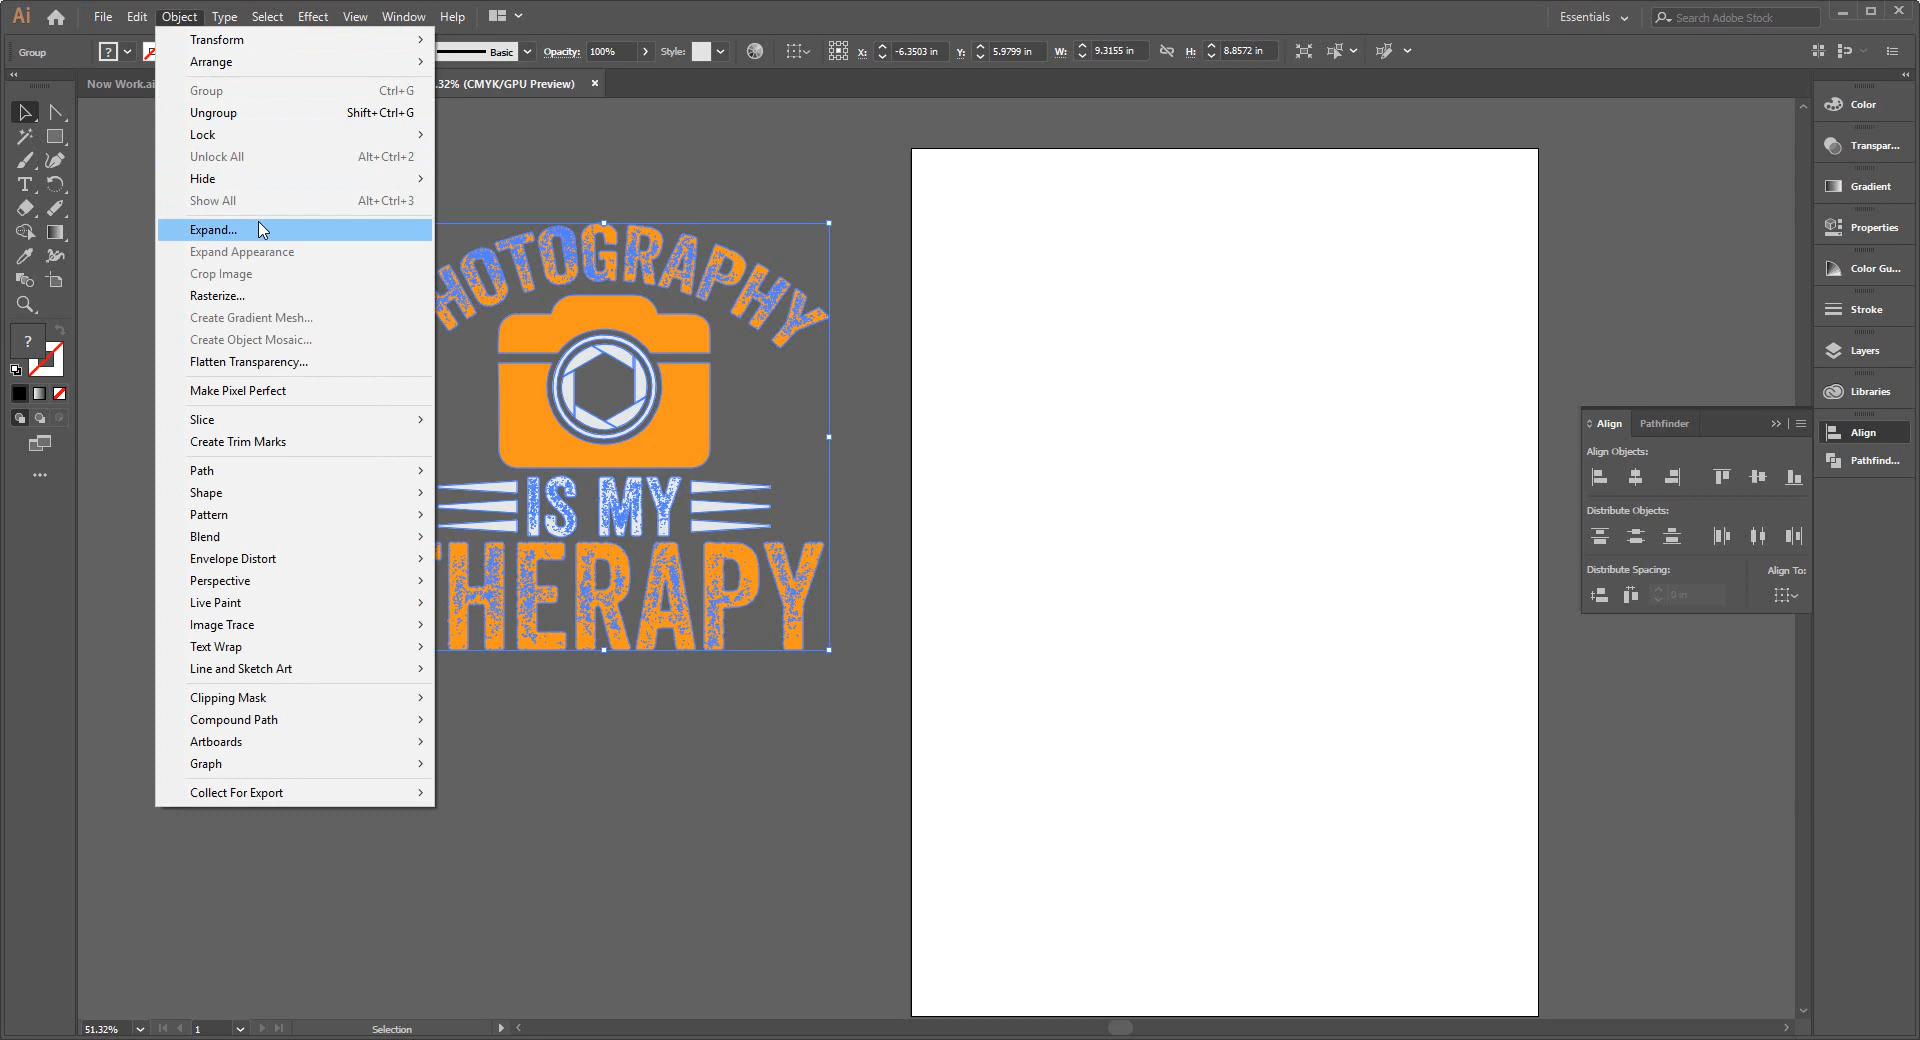 Ai File Edit Object Type Select Effect View Window Help Essentials Search Adobe Stock
Group ? Basic Opacity: 100% Style: X: -6.3503 in Y: 5.9799 in W: 9.3155 in H: 8.8572 in
Now Work.ai .32% (CMYK/GPU Preview)
Transform
Arrange
Group Ctrl+G
Ungroup Shift+Ctrl+G
Lock
Unlock All Alt+Ctrl+2
Hide
Show All Alt+Ctrl+3
Expand...
Expand Appearance
Crop Image
Rasterize...
Create Gradient Mesh...
Create Object Mosaic...
Flatten Transparency...
Make Pixel Perfect
Slice
Create Trim Marks
Path
Shape
Pattern
Blend
Envelope Distort
Perspective
Live Paint
Image Trace
Text Wrap
Line and Sketch Art
Clipping Mask
Compound Path
Artboards
Graph
Collect For Export
?
HOTOGRAPHY
IS MY
THERAPY
Align Pathfinder
Align Objects:
Distribute Objects:
Distribute Spacing: Align To:
0 in
Color
Transpar...
Gradient
Properties
Color Gu...
Stroke
Layers
Libraries
Align
Pathfind...
51.32% 1 Selection